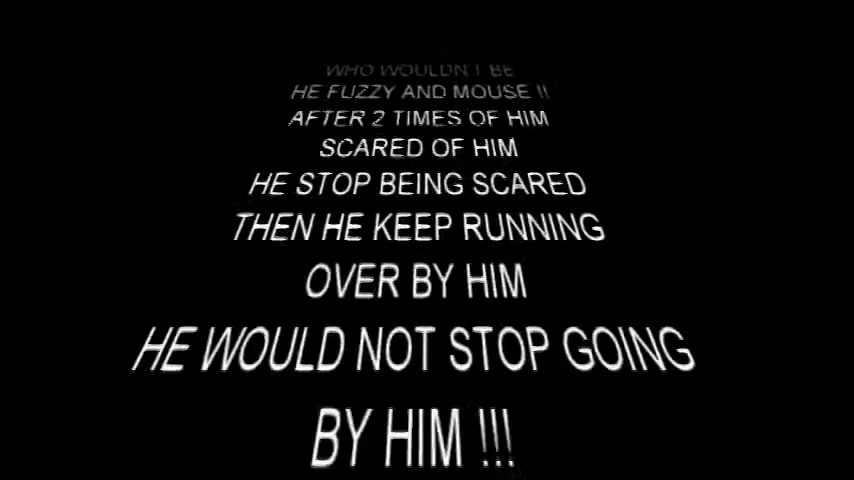 WHO WOULDN'T BE
HE FUZZY AND MOUSE !!
AFTER 2 TIMES OF HIM
SCARED OF HIM
HE STOP BEING SCARED
THEN HE KEEP RUNNING
OVER BY HIM
HE WOULD NOT STOP GOING
BY HIM !!!